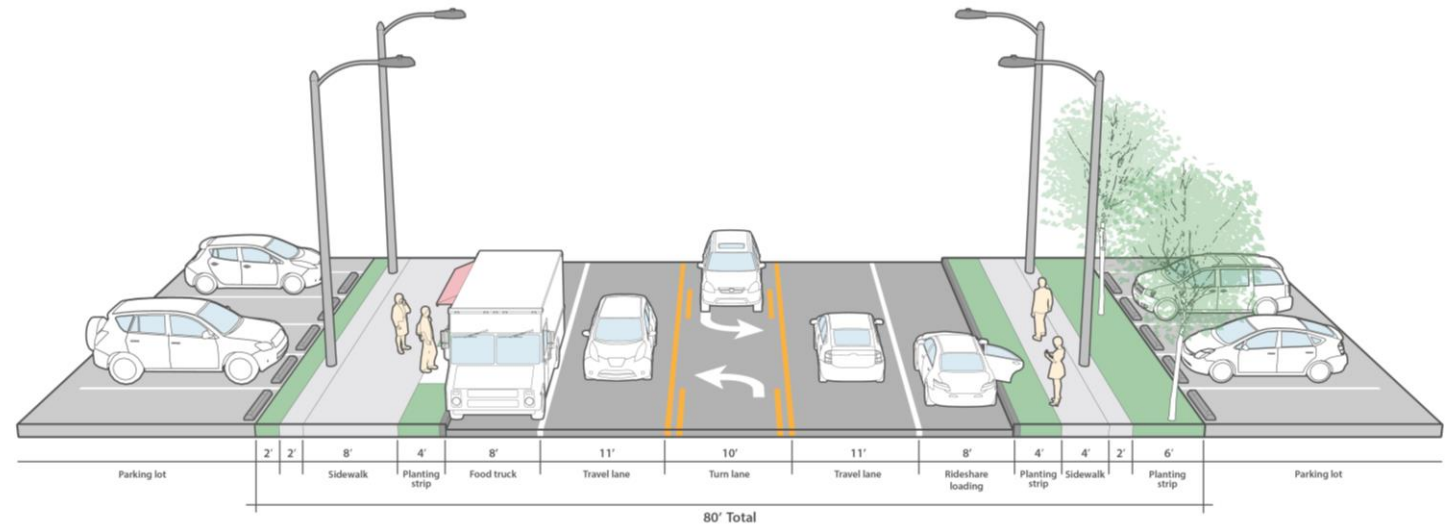 2' 2' 8' 4' 8' 11' 10' 11' 8' 4' 4' 2' 6'
Parking lot Sidewalk Planting Food truck Travel lane Turn lane Travel lane Rideshare Planting Sidewalk Planting Parking lot
strip loading strip strip
80' Total